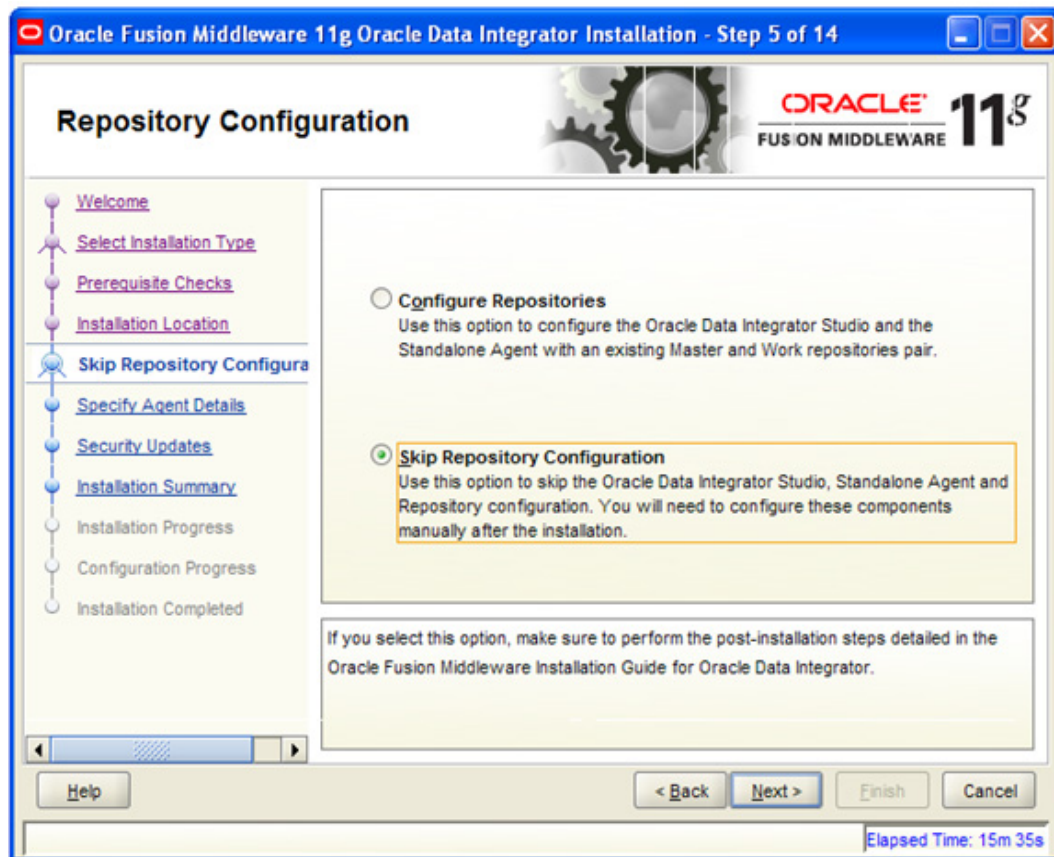 Oracle Fusion Middleware 11g Oracle Data Integrator Installation - Step 5 of 14
Repository Configuration
ORACLE
FUSION MIDDLEWARE
11g
Welcome
Select Installation Type
Prerequisite Checks
Installation Location
Skip Repository Configura
Specify Agent Details
Security Updates
Installation Summary
Installation Progress
Configuration Progress
Installation Completed
Configure Repositories
Use this option to configure the Oracle Data Integrator Studio and the
Standalone Agent with an existing Master and Work repositories pair.
Skip Repository Configuration
Use this option to skip the Oracle Data Integrator Studio, Standalone Agent and
Repository configuration. You will need to configure these components
manually after the installation.
If you select this option, make sure to perform the post-installation steps detailed in the
Oracle Fusion Middleware Installation Guide for Oracle Data Integrator.
Help
< Back
Next >
Finish
Cancel
Elapsed Time: 15m 35s